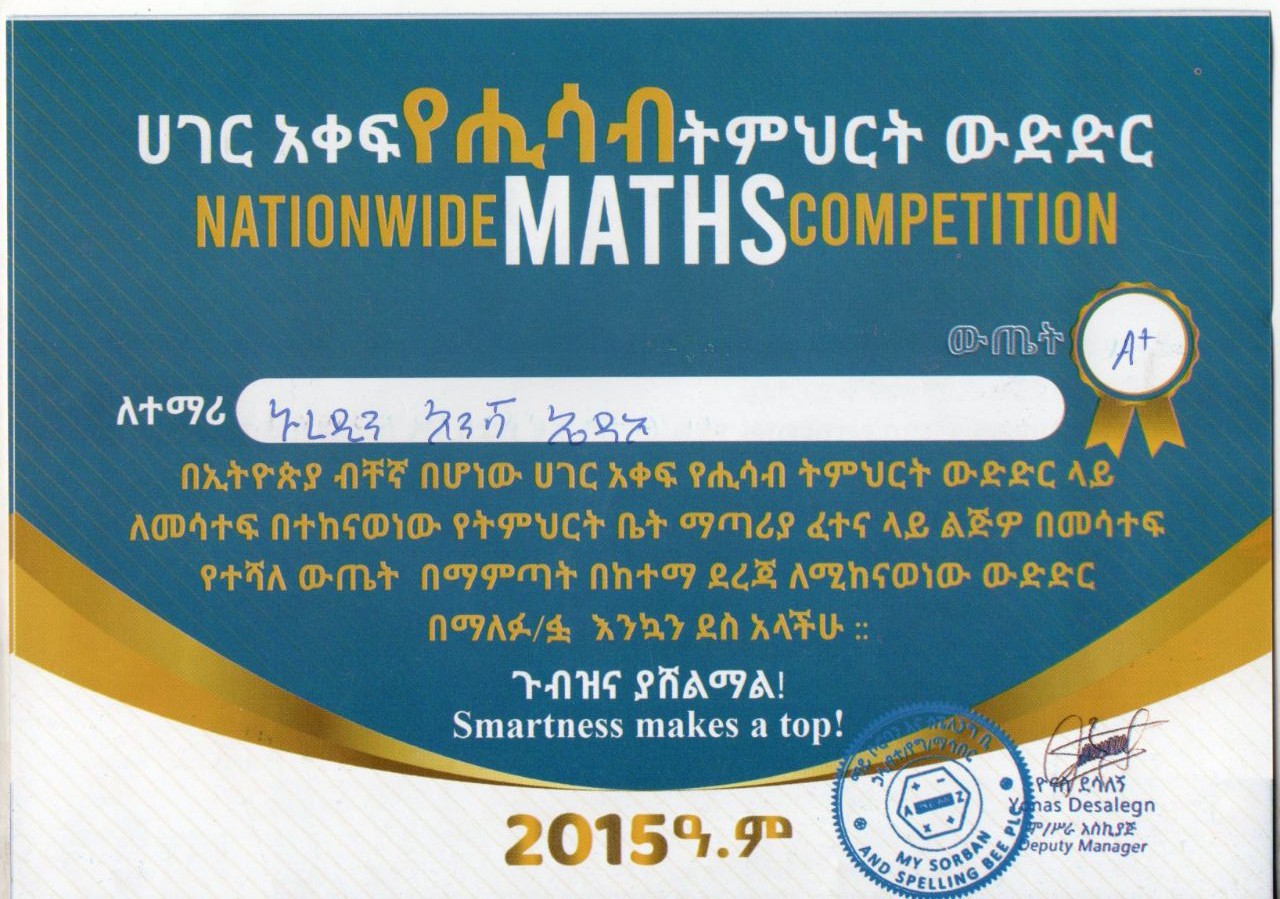 ሀገር አቀፍ የሒሳብ ትምህርት ውድድር
NATIONWIDE MATHS COMPETITION
ውጤት A+
ለተማሪ ኑረዲን አንሻ
በኢትዮጵያ ብቸኛ በሆነው ሀገር አቀፍ የሒሳብ ትምህርት ውድድር ላይ
ለመሳተፍ በተከናወነው የትምህርት ቤት ማጣሪያ ፈተና ላይ ልጅዎ በመሳተፍ
የተሻለ ውጤት በማምጣት በከተማ ደረጃ ለሚከናወነው ውድድር
በማለፉ/ፏ እንኳን ደስ አላችሁ ።
ጉብዝና ያሸልማል!
Smartness makes a top!
2015ዓ.ም
ዮናስ ደሳለኝ
Yonas Desalegn
ም/ሥራ አስኪያጅ
Deputy Manager
A Z
MY SORBAN
AND SPELLING BEE PLC